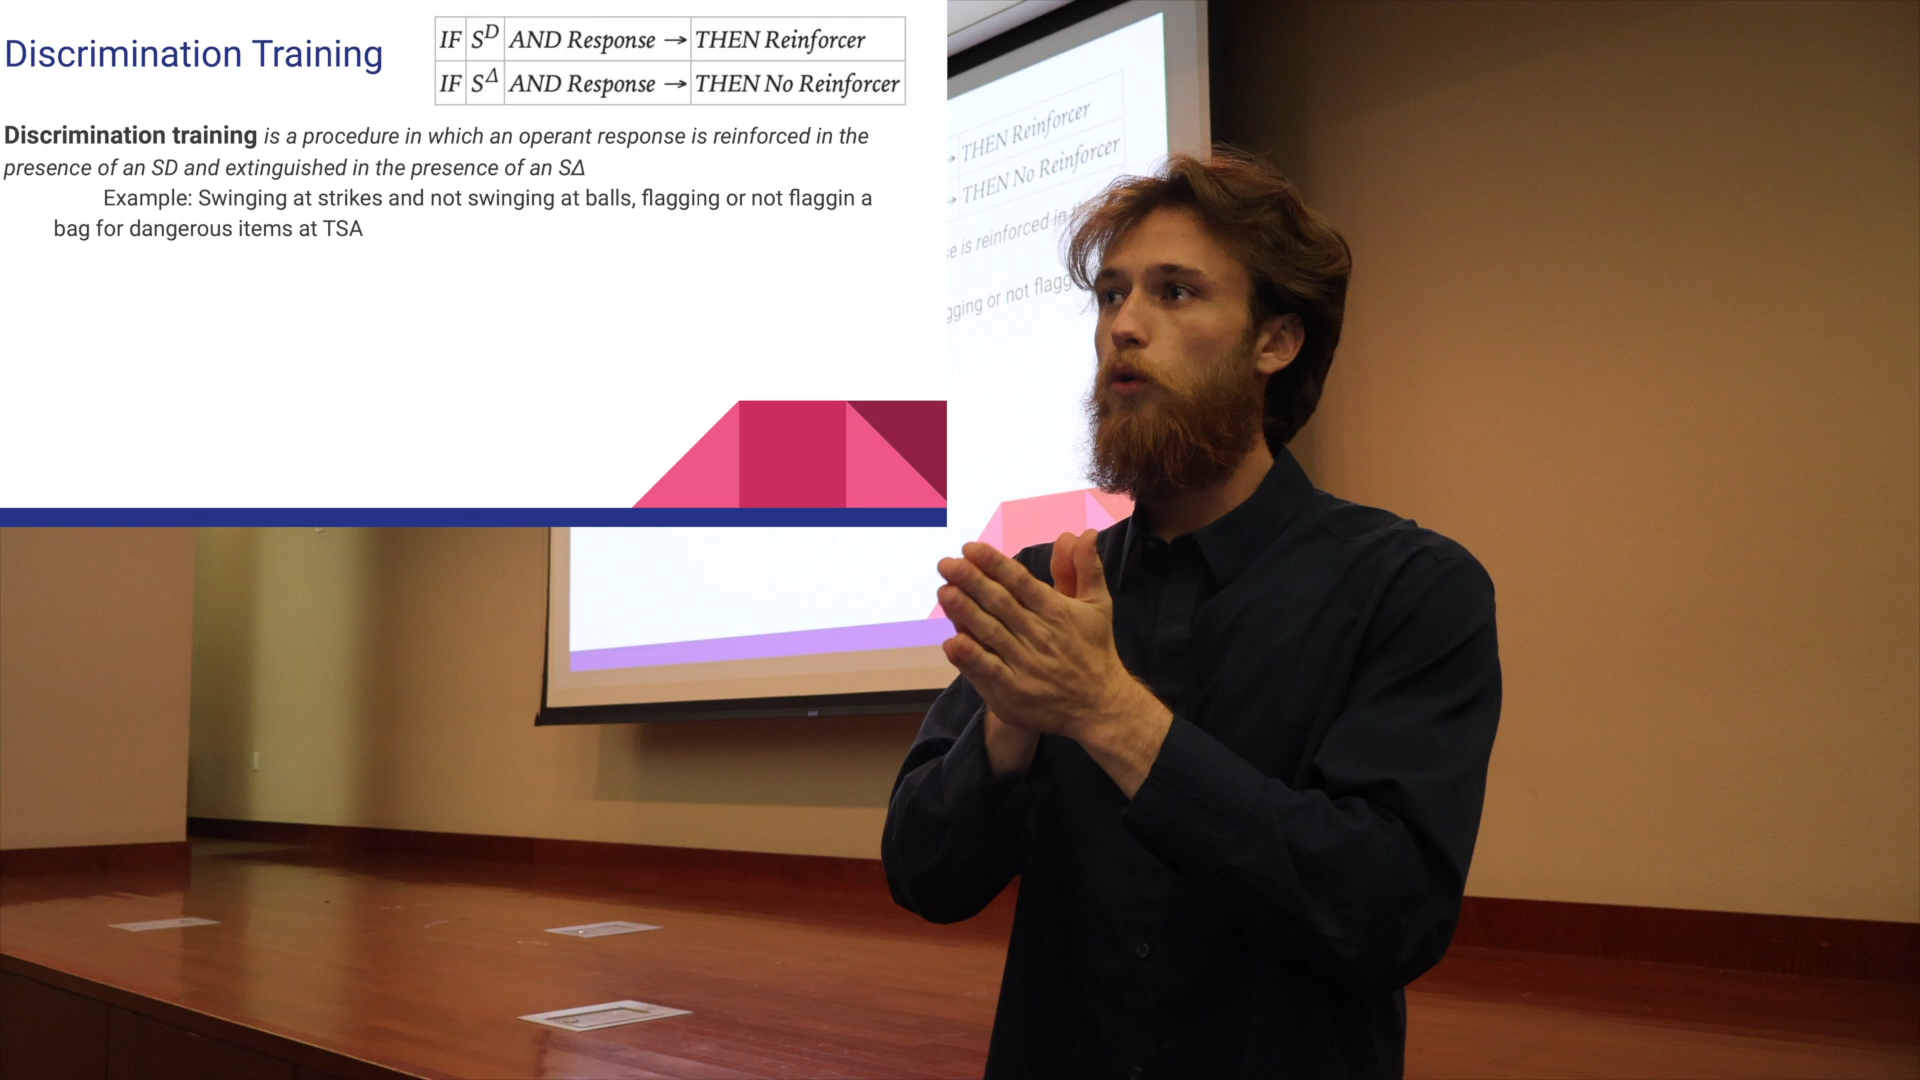 Discrimination Training
IF S^D AND Response → THEN Reinforcer
IF S^Δ AND Response → THEN No Reinforcer
Discrimination training is a procedure in which an operant response is reinforced in the
presence of an SD and extinguished in the presence of an SΔ
Example: Swinging at strikes and not swinging at balls, flagging or not flaggin a
bag for dangerous items at TSA
→ THEN Reinforcer
→ THEN No Reinforcer
is reinforced in
or not